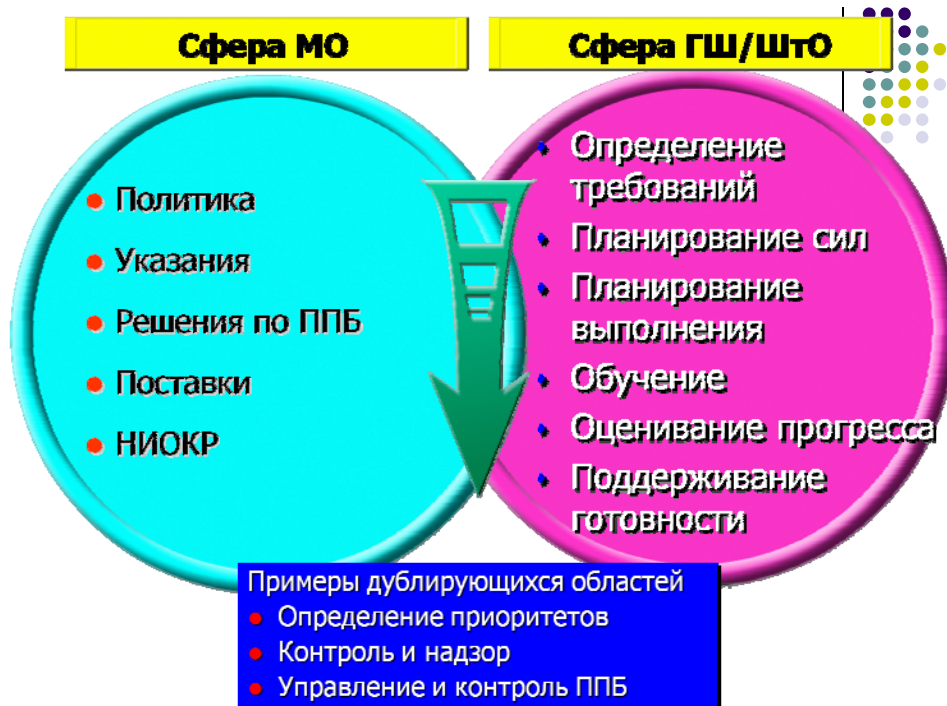 Сфера МО
Сфера ГШ/ШтО
Политика
Указания
Решения по ППБ
Поставки
НИОКР
Определение
требований
Планирование сил
Планирование
выполнения
Обучение
Оценивание прогресса
Поддерживание
готовности
Примеры дублирующихся областей
Определение приоритетов
Контроль и надзор
Управление и контроль ППБ